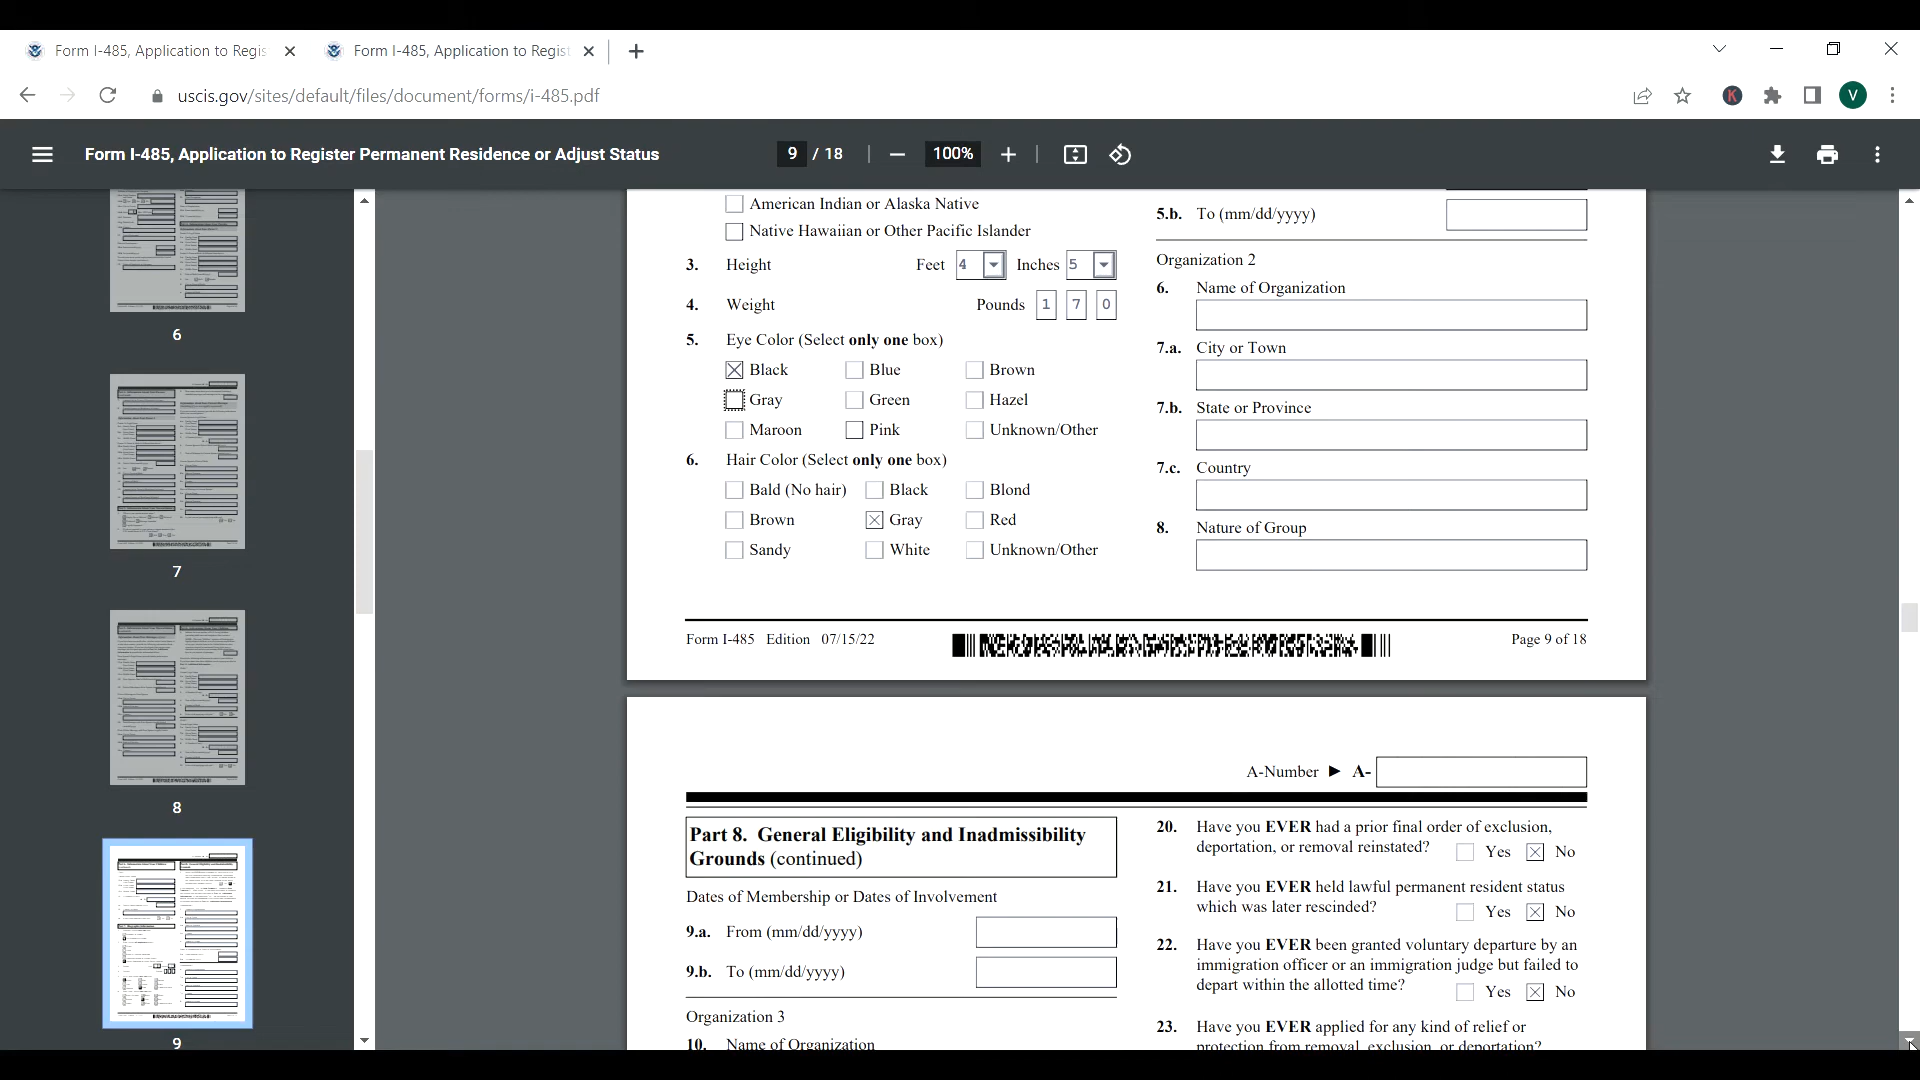 Form I-485, Application to Regis
Form I-485, Application to Regist
uscis.gov/sites/default/files/document/forms/i-485.pdf
K
V
Form I-485, Application to Register Permanent Residence or Adjust Status
9 / 18
100%
6
7
8
9
American Indian or Alaska Native
Native Hawaiian or Other Pacific Islander
3. Height Feet 4 Inches 5
4. Weight Pounds 1 7 0
5. Eye Color (Select only one box)
Black Blue Brown
Gray Green Hazel
Maroon Pink Unknown/Other
6. Hair Color (Select only one box)
Bald (No hair) Black Blond
Brown Gray Red
Sandy White Unknown/Other
5.b. To (mm/dd/yyyy)
Organization 2
6. Name of Organization
7.a. City or Town
7.b. State or Province
7.c. Country
8. Nature of Group
Form I-485 Edition 07/15/22
Page 9 of 18
A-Number ► A-
Part 8. General Eligibility and Inadmissibility
Grounds (continued)
Dates of Membership or Dates of Involvement
9.a. From (mm/dd/yyyy)
9.b. To (mm/dd/yyyy)
Organization 3
10. Name of Organization
20. Have you EVER had a prior final order of exclusion,
deportation, or removal reinstated? Yes No
21. Have you EVER held lawful permanent resident status
which was later rescinded? Yes No
22. Have you EVER been granted voluntary departure by an
immigration officer or an immigration judge but failed to
depart within the allotted time? Yes No
23. Have you EVER applied for any kind of relief or
protection from removal, exclusion, or deportation?